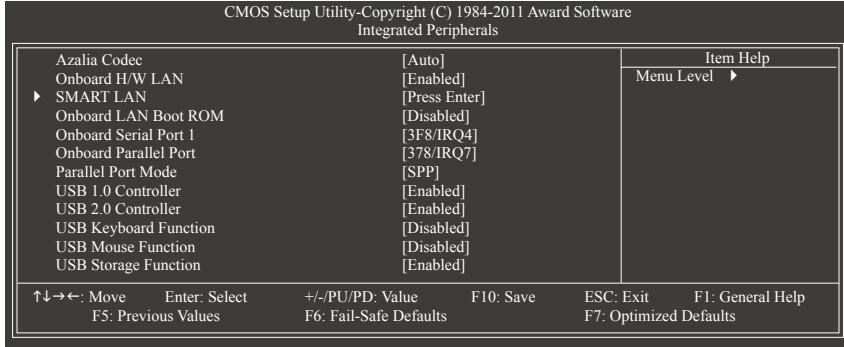 CMOS Setup Utility-Copyright (C) 1984-2011 Award Software
Integrated Peripherals
Azalia Codec [Auto]
Onboard H/W LAN [Enabled]
SMART LAN [Press Enter]
Onboard LAN Boot ROM [Disabled]
Onboard Serial Port 1 [3F8/IRQ4]
Onboard Parallel Port [378/IRQ7]
Parallel Port Mode [SPP]
USB 1.0 Controller [Enabled]
USB 2.0 Controller [Enabled]
USB Keyboard Function [Disabled]
USB Mouse Function [Disabled]
USB Storage Function [Enabled]
Item Help
Menu Level
↑↓→←: Move Enter: Select +/-/PU/PD: Value F10: Save ESC: Exit F1: General Help
F5: Previous Values F6: Fail-Safe Defaults F7: Optimized Defaults